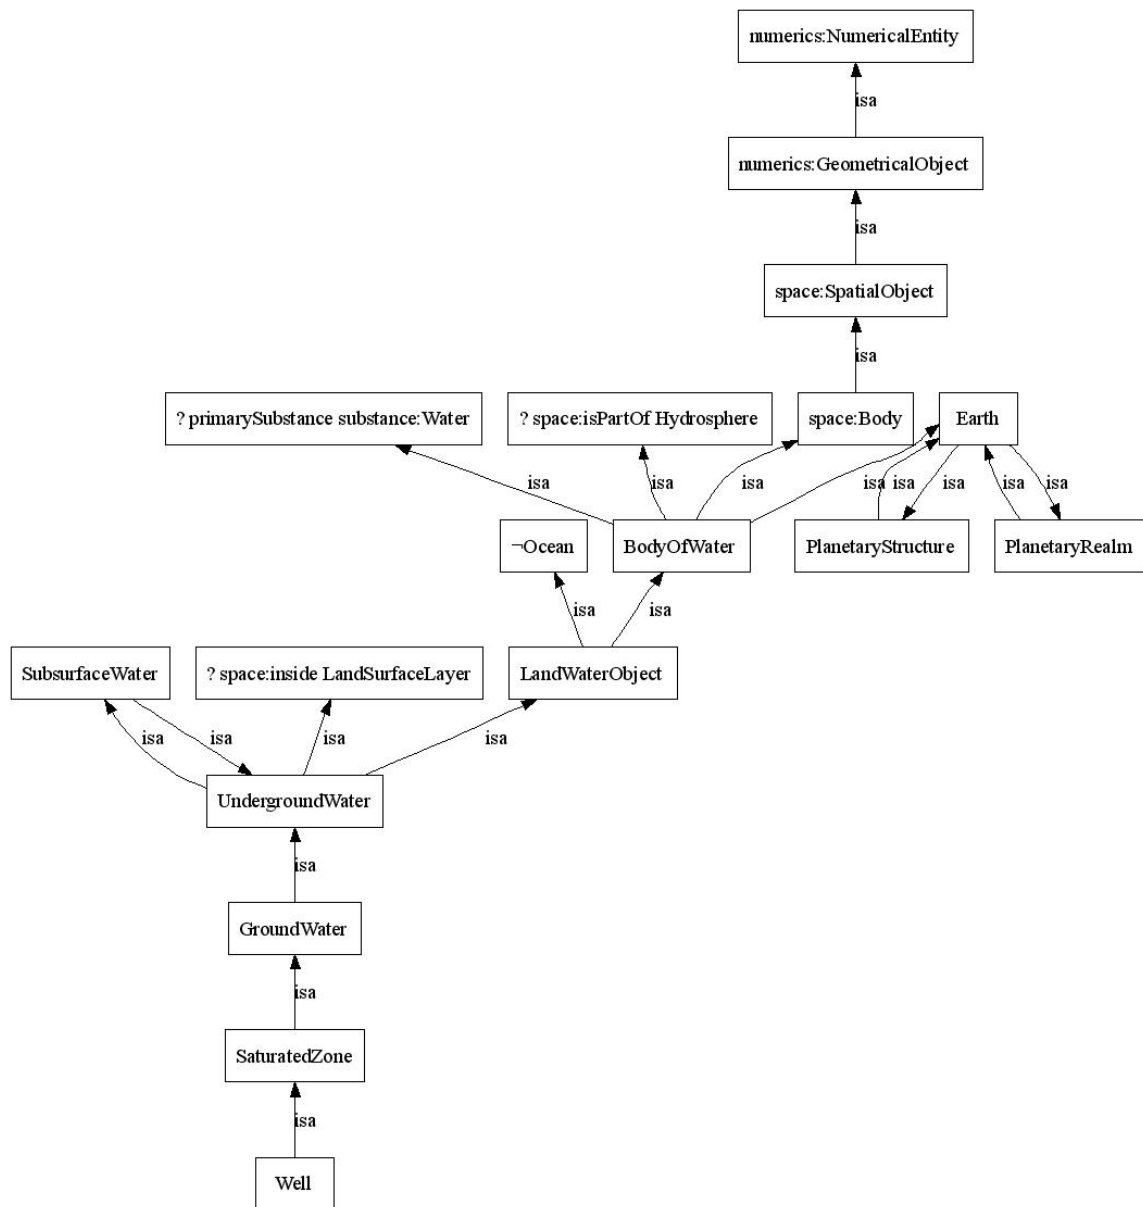 numerics:NumericalEntity
isa
numerics:GeometricalObject
isa
space:SpatialObject
isa
? primarySubstance substance:Water
? space:isPartOf Hydrosphere
space:Body
Earth
isa
isa
isa
isa
isa
isa
isa
isa
¬Ocean
BodyOfWater
PlanetaryStructure
PlanetaryRealm
isa
isa
SubsurfaceWater
? space:inside LandSurfaceLayer
LandWaterObject
isa
isa
isa
isa
UndergroundWater
isa
GroundWater
isa
SaturatedZone
isa
Well